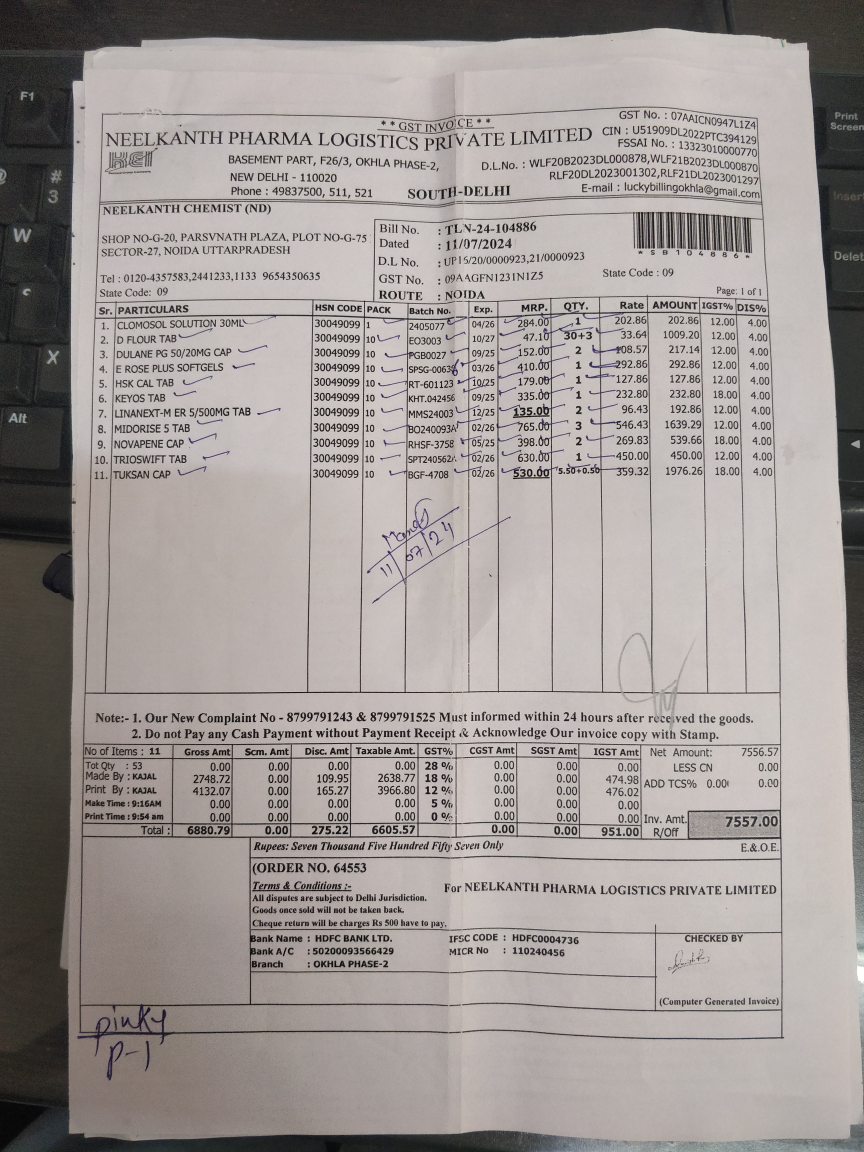 ** GST INVOICE **
GST No. : 07AAICN0947L1Z4
NEELKANTH PHARMA LOGISTICS PRIVATE LIMITED
CIN : U51909DL2022PTC394129
FSSAI No. : 13323010000770
BASEMENT PART, F26/3, OKHLA PHASE-2,
D.L.No. : WLF20B2023DL000878,WLF21B2023DL000870
NEW DELHI - 110020
RLF20DL2023001302,RLF21DL2023001297
Phone : 49837500, 511, 521
SOUTH-DELHI
E-mail : luckybillingokhla@gmail.com
NEELKANTH CHEMIST (ND)
SHOP NO-G-20, PARSVNATH PLAZA, PLOT NO-G-75
SECTOR-27, NOIDA UTTARPRADESH
Tel : 0120-4357583,2441233,1133 9654350635
State Code: 09
Bill No. : TLN-24-104886
Dated : 11/07/2024
D.L No. : UP15/20/0000923,21/0000923
GST No. : 09AAGFN1231N1Z5
ROUTE : NOIDA
*SB104886*
State Code : 09
Page: 1 of 1
Sr. PARTICULARS HSN CODE PACK Batch No. Exp. MRP. QTY. Rate AMOUNT IGST% DIS%
1. CLOMOSOL SOLUTION 30ML 30049099 1 2405077 04/26 284.00 1 202.86 202.86 12.00 4.00
2. D FLOUR TAB 30049099 10 EO3003 10/27 47.10 30+3 33.64 1009.20 12.00 4.00
3. DULANE PG 50/20MG CAP 30049099 10 PGB0027 09/25 152.00 2 108.57 217.14 12.00 4.00
4. E ROSE PLUS SOFTGELS 30049099 10 SPSG-0063 03/26 410.00 1 292.86 292.86 12.00 4.00
5. HSK CAL TAB 30049099 10 RT-601123 10/25 179.00 1 127.86 127.86 12.00 4.00
6. KEYOS TAB 30049099 10 KHT.042456 09/25 335.00 1 232.80 232.80 18.00 4.00
7. LINANEXT-M ER 5/500MG TAB 30049099 10 MMS24003 12/25 135.00 2 96.43 192.86 12.00 4.00
8. MIDORISE 5 TAB 30049099 10 BO240093A 02/26 765.00 3 546.43 1639.29 12.00 4.00
9. NOVAPENE CAP 30049099 10 RHSF-3758 05/25 398.00 2 269.83 539.66 18.00 4.00
10. TRIOSWIFT TAB 30049099 10 SPT240562 02/26 630.00 1 450.00 450.00 12.00 4.00
11. TUKSAN CAP 30049099 10 BGF-4708 02/26 530.00 5.50+0.50 359.32 1976.26 18.00 4.00
11/07/24
Note:- 1. Our New Complaint No - 8799791243 & 8799791525 Must informed within 24 hours after received the goods.
2. Do not Pay any Cash Payment without Payment Receipt & Acknowledge Our invoice copy with Stamp.
No of Items : 11 Gross Amt Scm. Amt Disc. Amt Taxable Amt. GST% CGST Amt SGST Amt IGST Amt Net Amount: 7556.57
Tot Qty : 53 0.00 0.00 0.00 0.00 28 % 0.00 0.00 0.00 LESS CN 0.00
Made By : KAJAL 2748.72 0.00 109.95 2638.77 18 % 0.00 0.00 474.98 ADD TCS% 0.00 0.00
Print By : KAJAL 4132.07 0.00 165.27 3966.80 12 % 0.00 0.00 476.02
Make Time : 9:16AM 0.00 0.00 0.00 0.00 5 % 0.00 0.00 0.00
Print Time : 9:54 am 0.00 0.00 0.00 0.00 0 % 0.00 0.00 0.00 Inv. Amt. 7557.00
Total : 6880.79 0.00 275.22 6605.57 0.00 0.00 951.00 R/Off
Rupees: Seven Thousand Five Hundred Fifty Seven Only
E.&O.E.
(ORDER NO. 64553
Terms & Conditions :-
All disputes are subject to Delhi Jurisdiction.
Goods once sold will not be taken back.
Cheque return will be charges Rs 500 have to pay.
For NEELKANTH PHARMA LOGISTICS PRIVATE LIMITED
Bank Name : HDFC BANK LTD. IFSC CODE : HDFC0004736
Bank A/C : 50200093566429 MICR No : 110240456
Branch : OKHLA PHASE-2
CHECKED BY
(Computer Generated Invoice)
pinky
P-1
F1
#
3
W
X
Alt
Print
Screen
Insert
Delete